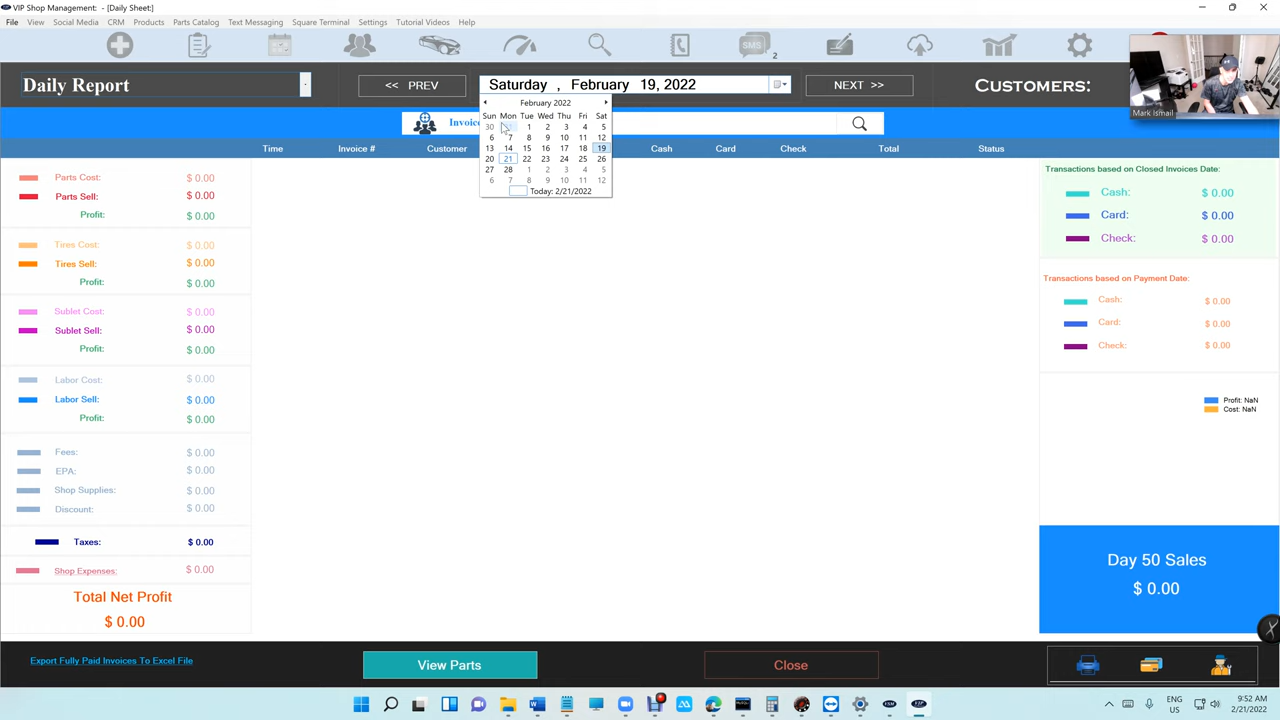 VIP Shop Management: - [Daily Sheet:]
File View Social Media CRM Products Parts Catalog Text Messaging Square Terminal Settings Tutorial Videos Help
SMS 2
Daily Report
<< PREV
Saturday , February 19, 2022
NEXT >>
CUSTOMERS:
Mark Ismail
February 2022
Sun Mon Tue Wed Thu Fri Sat
30 1 2 3 4 5
6 7 8 9 10 11 12
13 14 15 16 17 18 19
20 21 22 23 24 25 26
27 28 1 2 3 4 5
6 7 8 9 10 11 12
Today: 2/21/2022
Time Invoice # Customer Cash Card Check Total Status
Parts Cost: $ 0.00
Parts Sell: $ 0.00
Profit: $ 0.00
Tires Cost: $ 0.00
Tires Sell: $ 0.00
Profit: $ 0.00
Sublet Cost: $ 0.00
Sublet Sell: $ 0.00
Profit: $ 0.00
Labor Cost: $ 0.00
Labor Sell: $ 0.00
Profit: $ 0.00
Fees: $ 0.00
EPA: $ 0.00
Shop Supplies: $ 0.00
Discount: $ 0.00
Taxes: $ 0.00
Shop Expenses: $ 0.00
Total Net Profit
$ 0.00
Transactions based on Closed Invoices Date:
Cash: $ 0.00
Card: $ 0.00
Check: $ 0.00
Transactions based on Payment Date:
Cash: $ 0.00
Card: $ 0.00
Check: $ 0.00
Profit: NaN
Cost: NaN
Day 50 Sales
$ 0.00
Export Fully Paid Invoices To Excel File
View Parts
Close
ENG
US
9:52 AM
2/21/2022